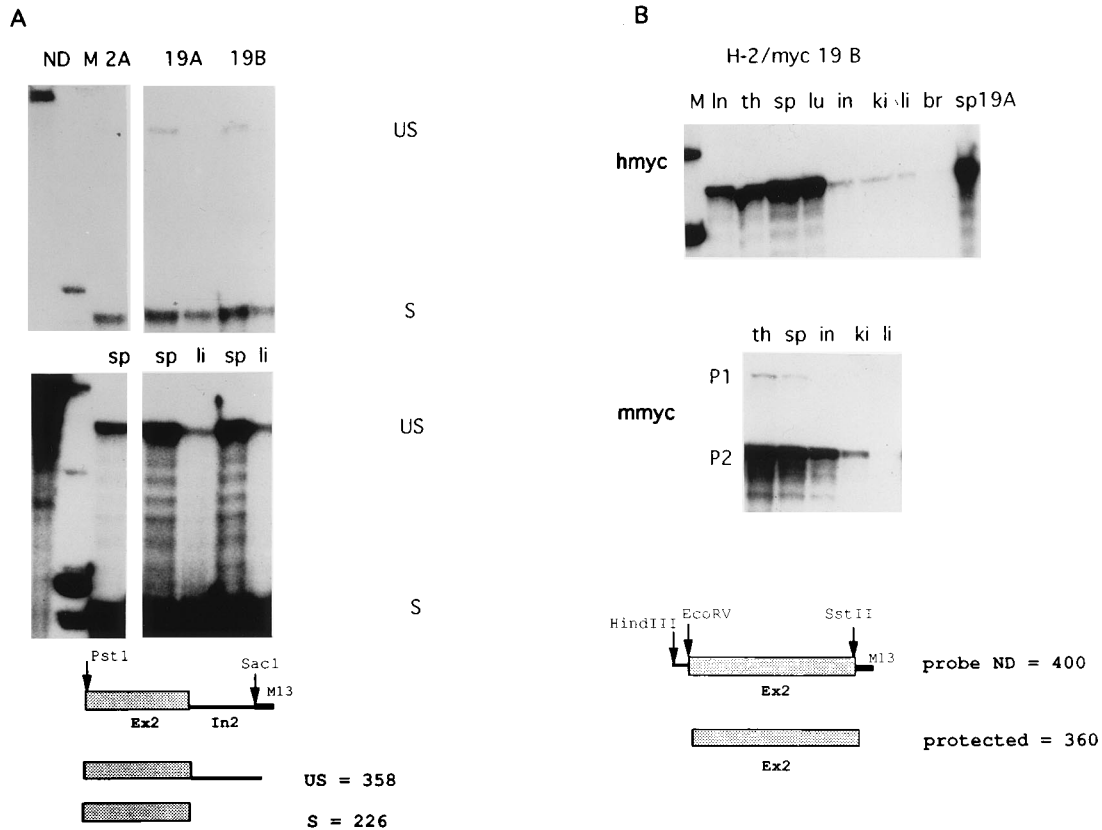 A
ND M 2A 19A 19B
US
S
sp sp li sp li
US
S
Pst1
Sac1
M13
Ex2 In2
US = 358
S = 226
B
H-2/myc 19 B
M ln th sp lu in ki li br sp19A
hmyc
th sp in ki li
P1
mmyc
P2
HindIII EcoRV SstII
M13
probe ND = 400
Ex2
protected = 360
Ex2